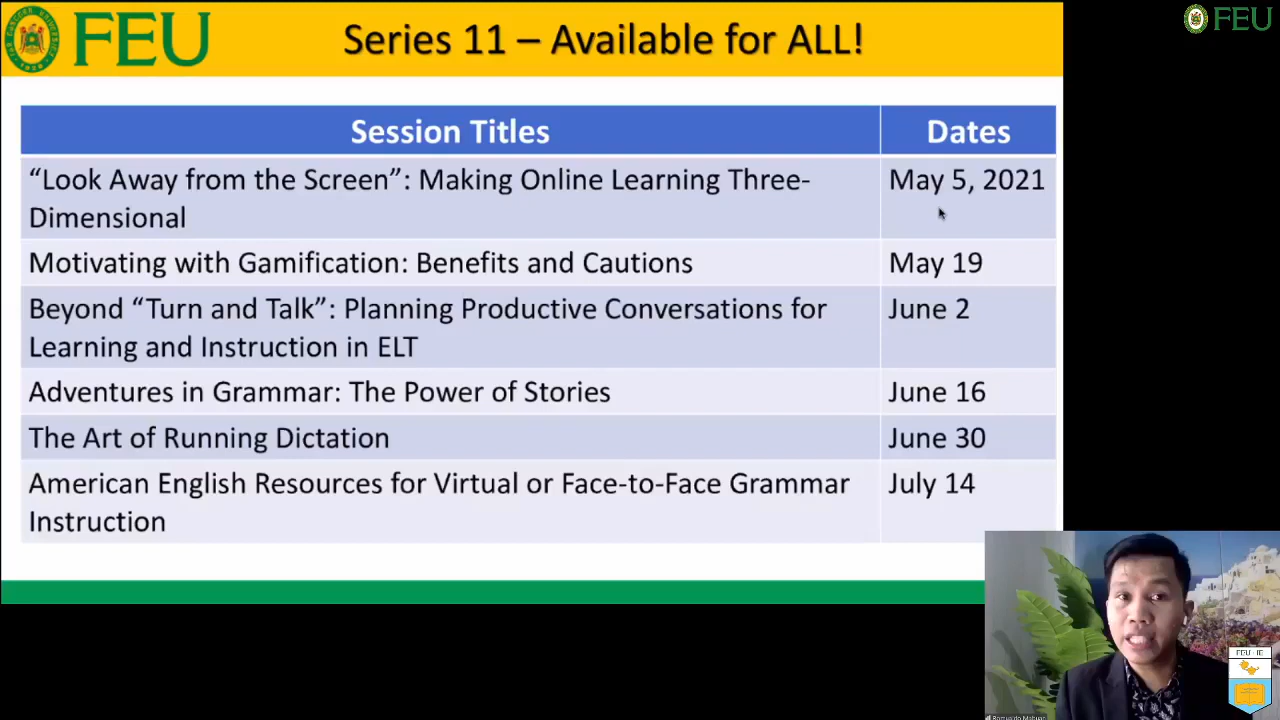 FEU
Series 11 – Available for ALL!
FEU
Session Titles
Dates
“Look Away from the Screen”: Making Online Learning Three-
Dimensional
May 5, 2021
Motivating with Gamification: Benefits and Cautions
May 19
Beyond “Turn and Talk”: Planning Productive Conversations for
Learning and Instruction in ELT
June 2
Adventures in Grammar: The Power of Stories
June 16
The Art of Running Dictation
June 30
American English Resources for Virtual or Face-to-Face Grammar
Instruction
July 14